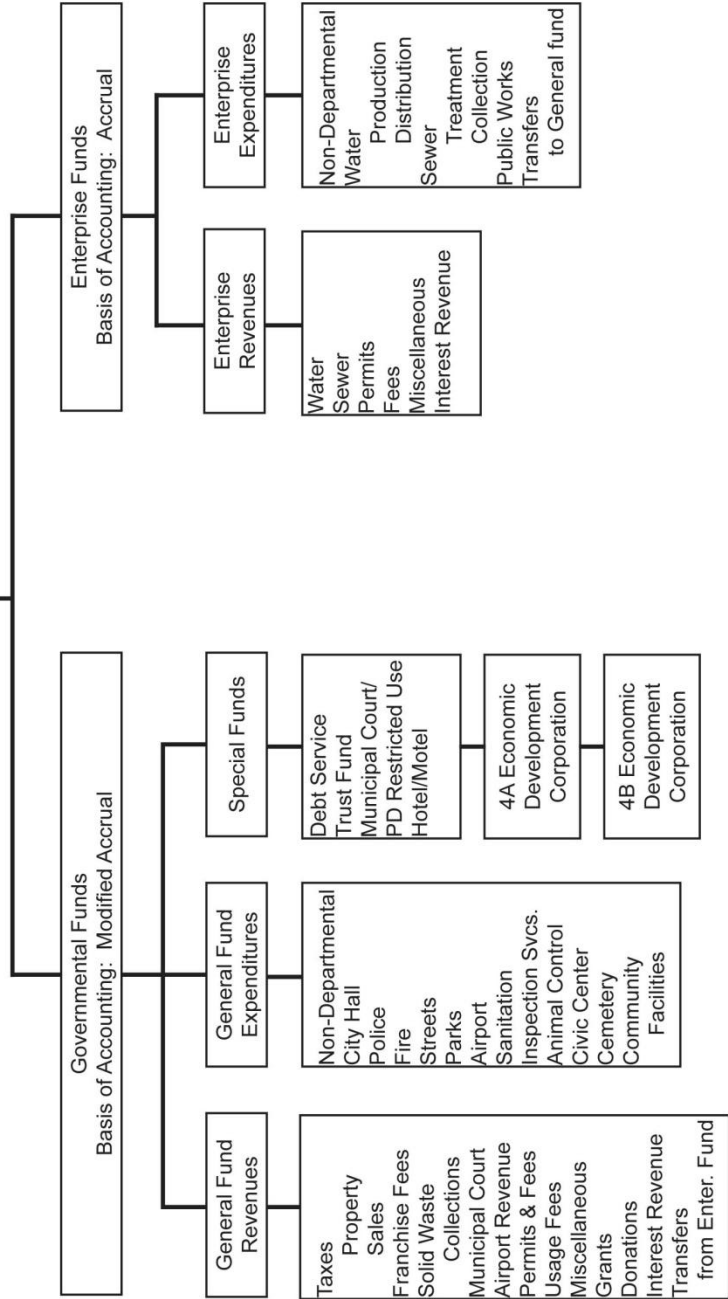 Governmental Funds
Basis of Accounting: Modified Accrual
Enterprise Funds
Basis of Accounting: Accrual
General Fund
Revenues
General Fund
Expenditures
Special Funds
Enterprise
Revenues
Enterprise
Expenditures
Taxes
Property
Sales
Franchise Fees
Solid Waste
Collections
Municipal Court
Airport Revenue
Permits & Fees
Usage Fees
Miscellaneous
Grants
Donations
Interest Revenue
Transfers
from Enter. Fund
Non-Departmental
City Hall
Police
Fire
Streets
Parks
Airport
Sanitation
Inspection Svcs.
Animal Control
Civic Center
Cemetery
Community
Facilities
Debt Service
Trust Fund
Municipal Court/
PD Restricted Use
Hotel/Motel
4A Economic
Development
Corporation
4B Economic
Development
Corporation
Water
Sewer
Permits
Fees
Miscellaneous
Interest Revenue
Non-Departmental
Water
Production
Distribution
Sewer
Treatment
Collection
Public Works
Transfers
to General fund